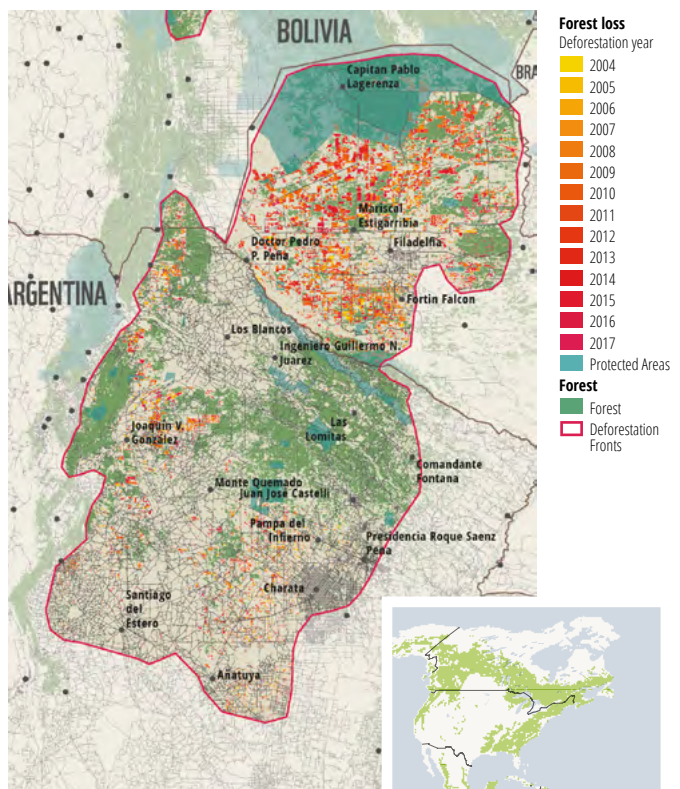 BOLIVIA
BRA
Capitan Pablo
Lagerenza
Mariscal
Estigarribia
Doctor Pedro
P. Peña
Filadelfia
ARGENTINA
Fortin Falcon
Los Blancos
Ingeniero Guillermo N.
Juarez
Joaquin V.
Gonzalez
Las
Lomitas
Comandante
Fontana
Monte Quemado
Juan José Castelli
Pampa del
Infierno
Presidencia Roque Saenz
Peña
Charata
Santiago
del
Estero
Añatuya
Forest loss
Deforestation year
2004
2005
2006
2007
2008
2009
2010
2011
2012
2013
2014
2015
2016
2017
Protected Areas
Forest
Forest
Deforestation
Fronts